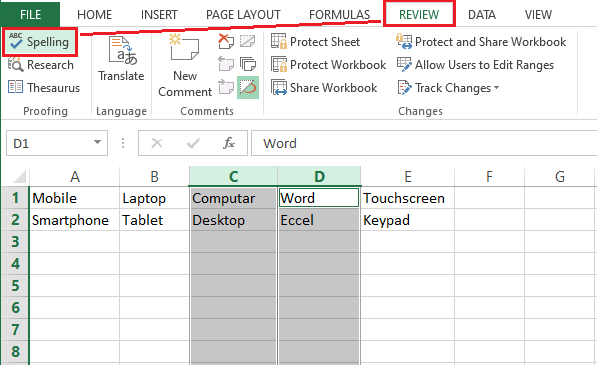 FILE HOME INSERT PAGE LAYOUT FORMULAS REVIEW DATA VIEW
ABC
Spelling
Research
Thesaurus
Proofing
Translate
Language
New
Comment
Comments
Protect Sheet
Protect Workbook
Share Workbook
Protect and Share Workbook
Allow Users to Edit Ranges
Track Changes
Changes
D1 fx Word
A B C D E F G
1 Mobile Laptop Computar Word Touchscreen
2 Smartphone Tablet Desktop Eccel Keypad
3
4
5
6
7
8